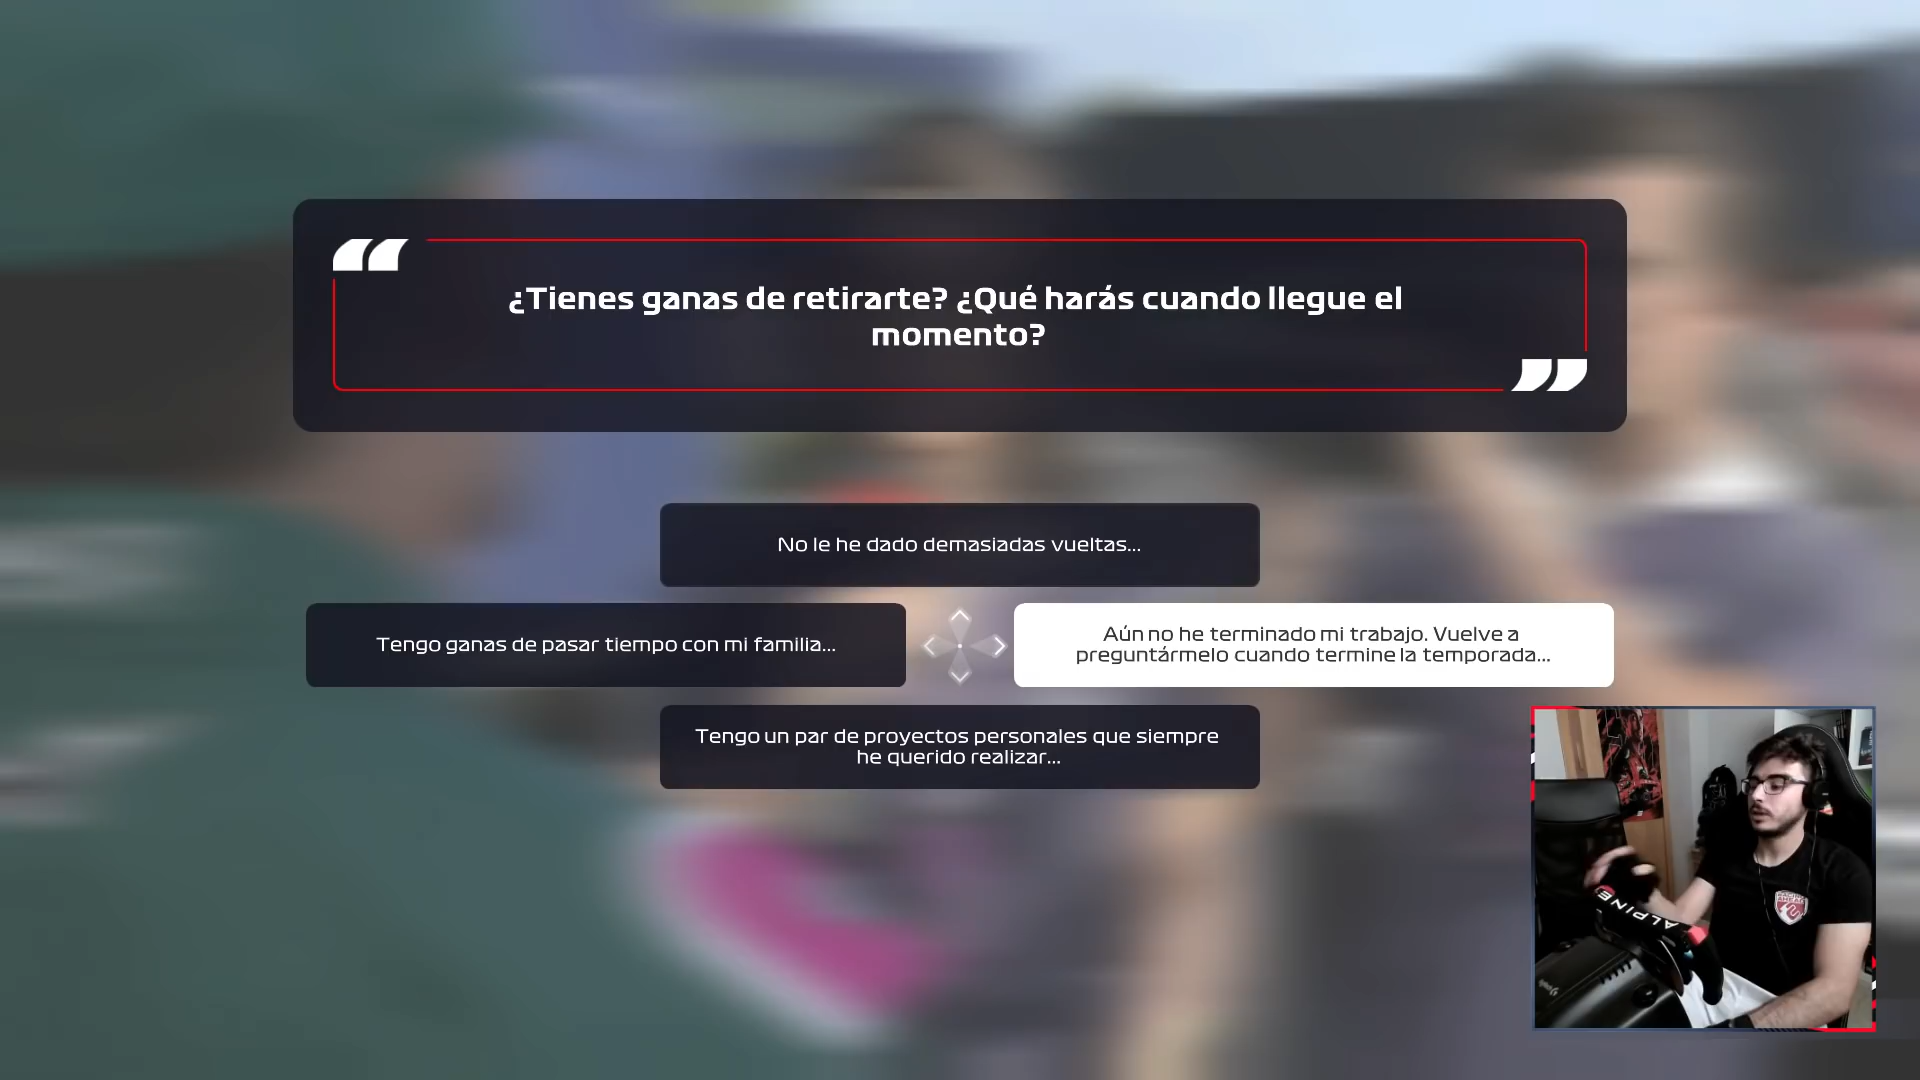 ¿Tienes ganas de retirarte? ¿Qué harás cuando llegue el
momento?
No le he dado demasiadas vueltas...
Tengo ganas de pasar tiempo con mi familia...
Aún no he terminado mi trabajo. Vuelve a
preguntármelo cuando termine la temporada...
Tengo un par de proyectos personales que siempre
he querido realizar...
ALPINE